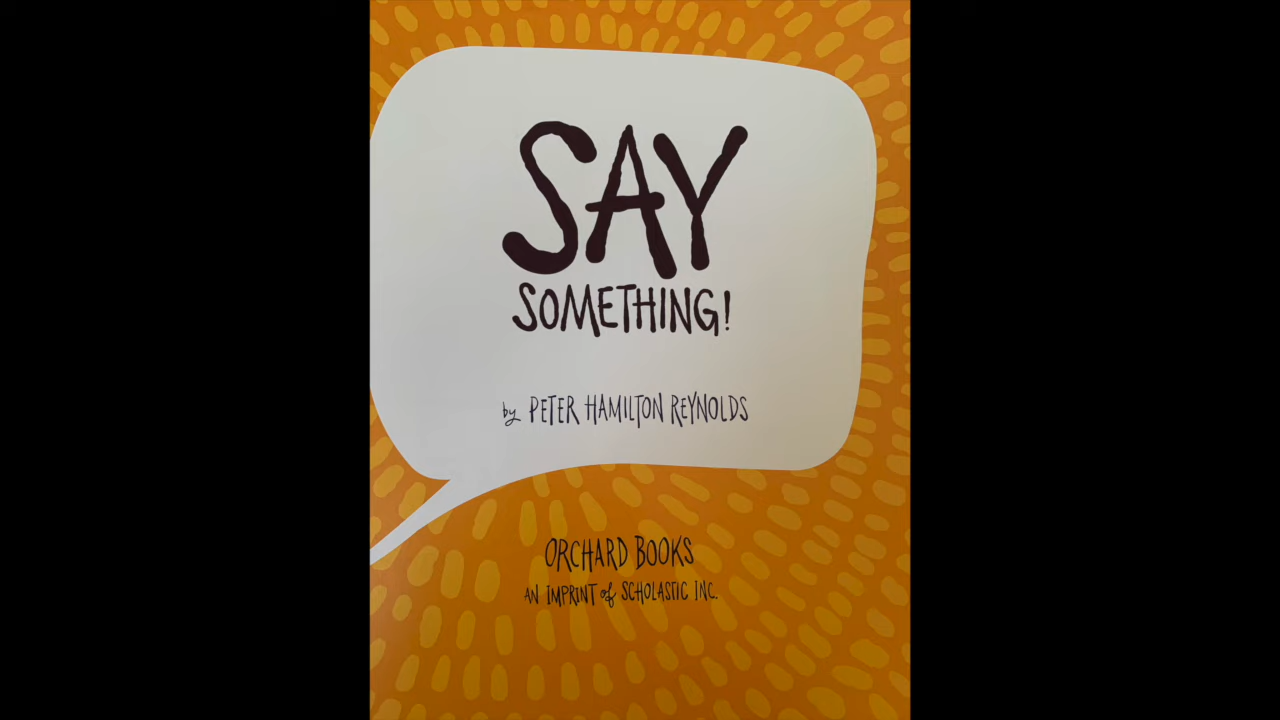 SAY
SOMETHING!
by PETER HAMILTON REYNOLDS
ORCHARD BOOKS
AN IMPRINT of SCHOLASTIC INC.